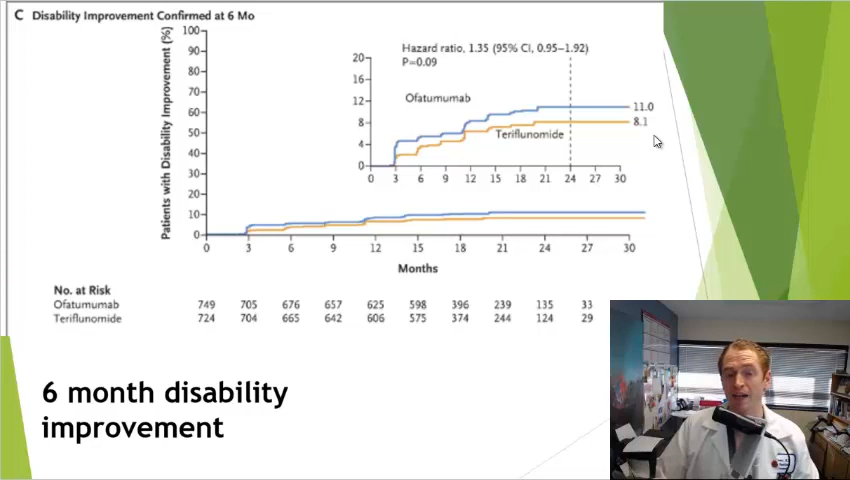 C Disability Improvement Confirmed at 6 Mo
Patients with Disability Improvement (%)
100
90
80
70
60
50
40
30
20
10
0
0 3 6 9 12 15 18 21 24 27 30
Months
Hazard ratio, 1.35 (95% CI, 0.95–1.92)
P=0.09
20
16
12
8
4
0
Ofatumumab
11.0
8.1
Teriflunomide
0 3 6 9 12 15 18 21 24 27 30
No. at Risk
Ofatumumab 749 705 676 657 625 598 396 239 135 33
Teriflunomide 724 704 665 642 606 575 374 244 124 29
6 month disability
improvement